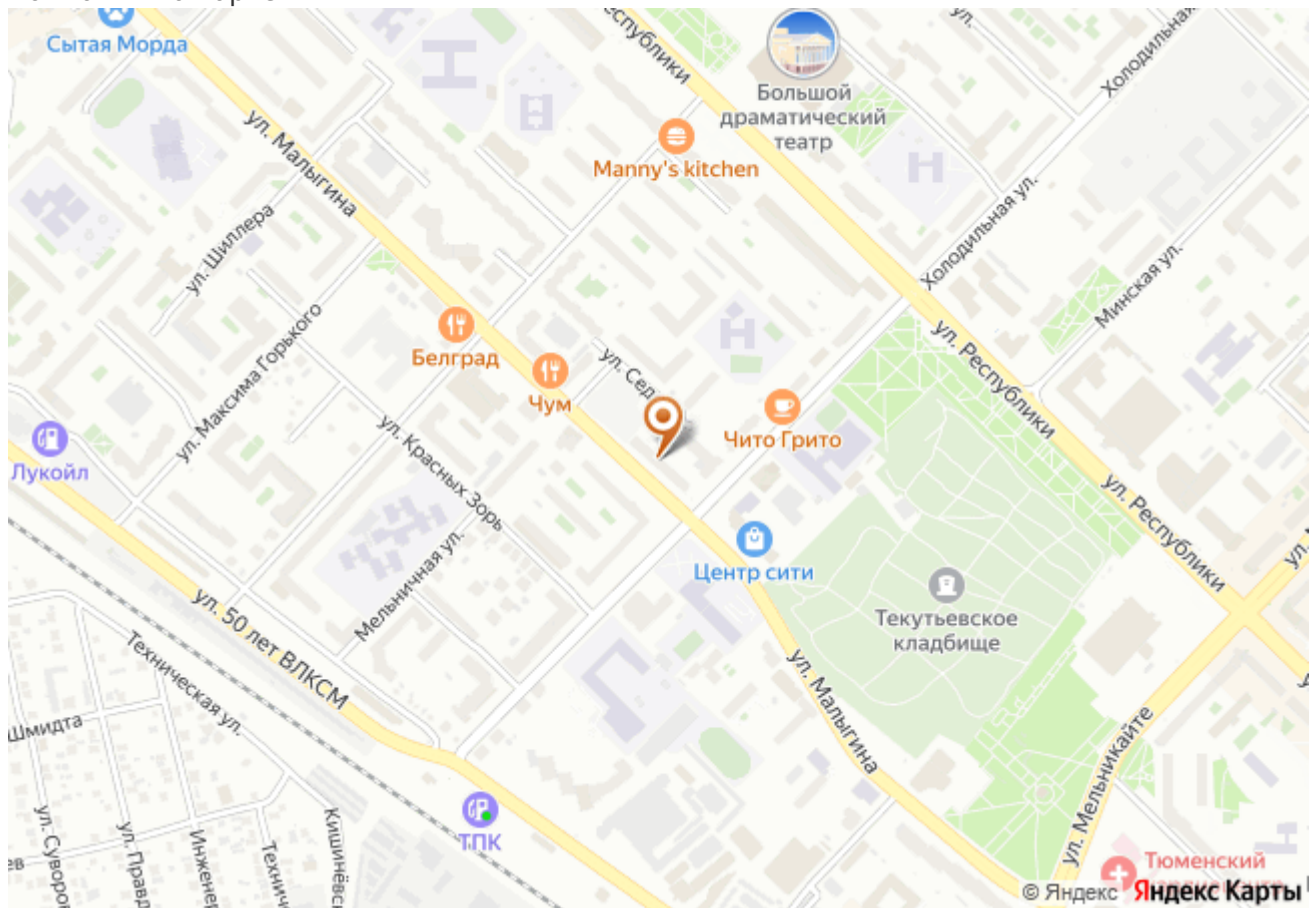 Сытая Морда
ул. Малыгина
ул. Шиллера
ул. Максима Горького
Республики
Большой
драматический
театр
Manny's kitchen
Холодильная
Холодильная ул.
Минская ул.
ул. Республики
ул. Республики
Белград
Чум
ул. Сед
Чито Грито
Лукойл
ул. Красных Зорь
Мельничная ул.
ул. 50 лет ВЛКСМ
Техническая ул.
Центр сити
Текутьевское
кладбище
ул. Малыгина
ул. Мельникайте
Шмидта
ул. Суворо
ул. Правд
Инженер
Технич
Кишинёвс
ТПК
Тюменский
© Яндекс Яндекс Карты